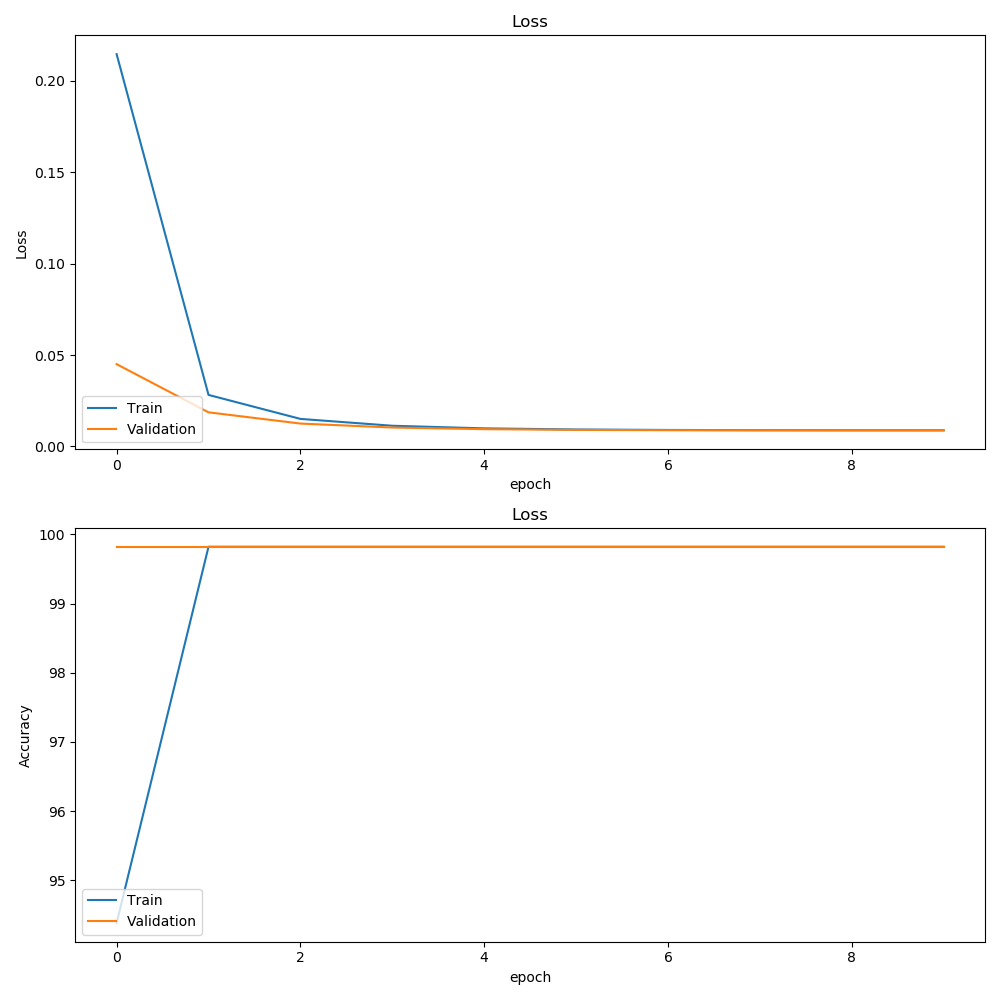 Loss
0.20
0.15
0.10
0.05
0.00
Loss
Train
Validation
0 2 4 6 8
epoch
Loss
100
99
98
97
96
95
Accuracy
Train
Validation
0 2 4 6 8
epoch